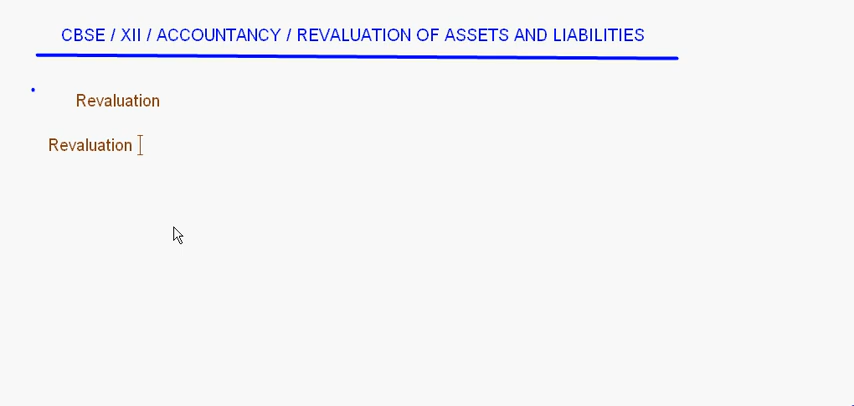 CBSE / XII / ACCOUNTANCY / REVALUATION OF ASSETS AND LIABILITIES
Revaluation
Revaluation